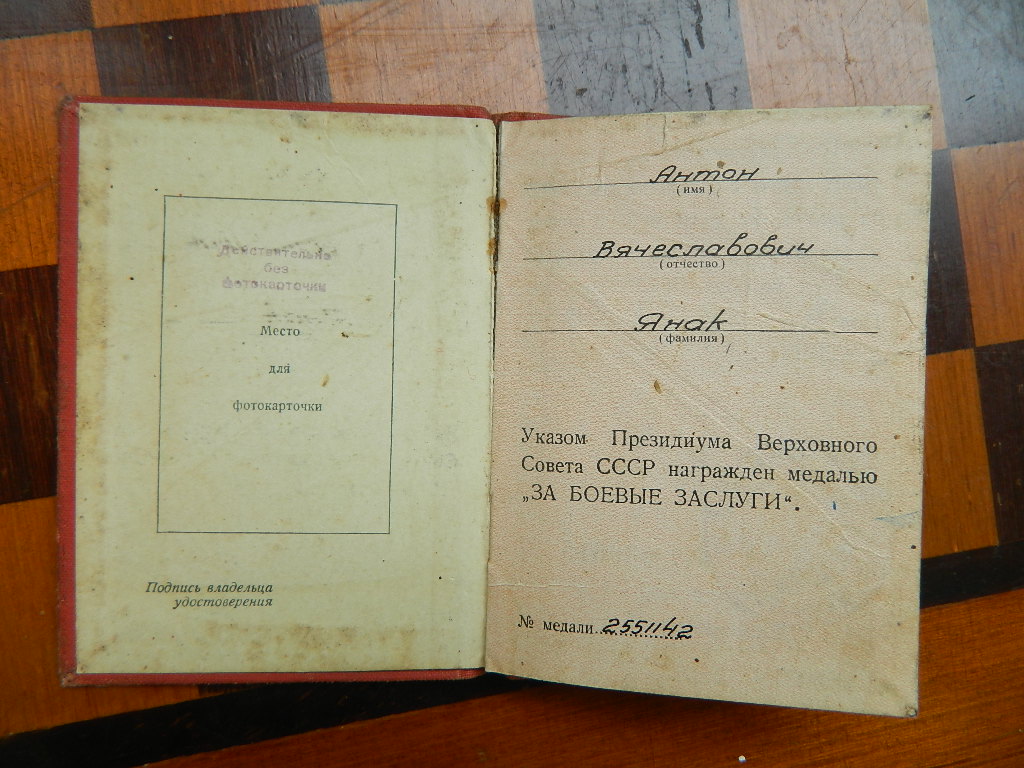 Действительно
без
фотокарточки
Место
для
фотокарточки
Подпись владельца
удостоверения
Антон
(имя)
Вячеславович
(отчество)
Янак
(фамилия)
Указом Президиума Верховного
Совета СССР награжден медалью
„ЗА БОЕВЫЕ ЗАСЛУГИ“.
№ медали 2551142